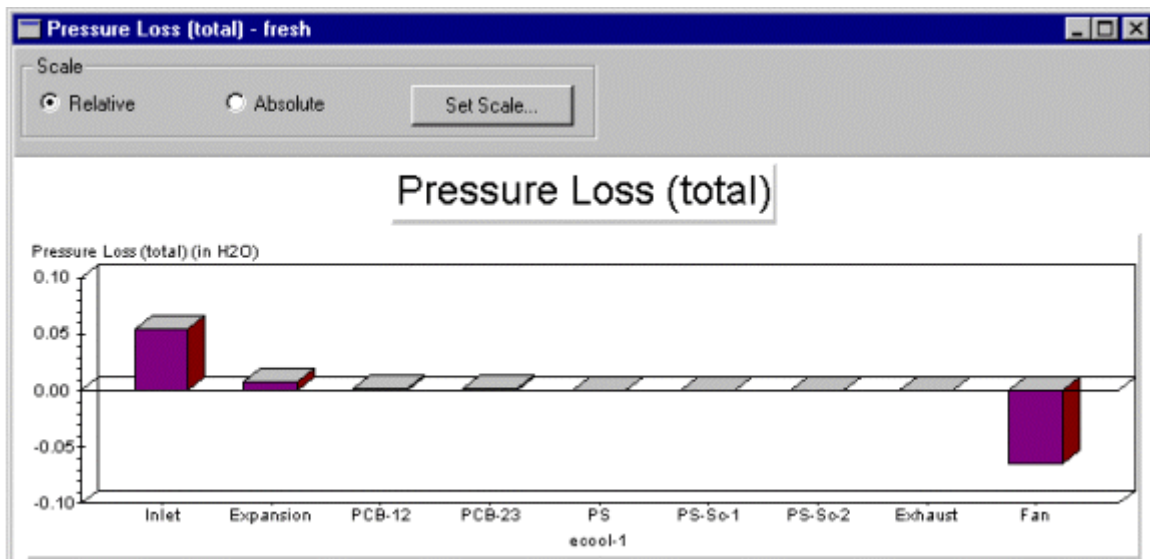 Pressure Loss (total) - fresh
Scale
Relative Absolute Set Scale...
Pressure Loss (total)
Pressure Loss (total) (in H2O)
0.10
0.05
0.00
-0.05
-0.10
Inlet Expansion PCB-12 PCB-23 PS PS-So-1 PS-So-2 Exhaust Fan
ecool-1